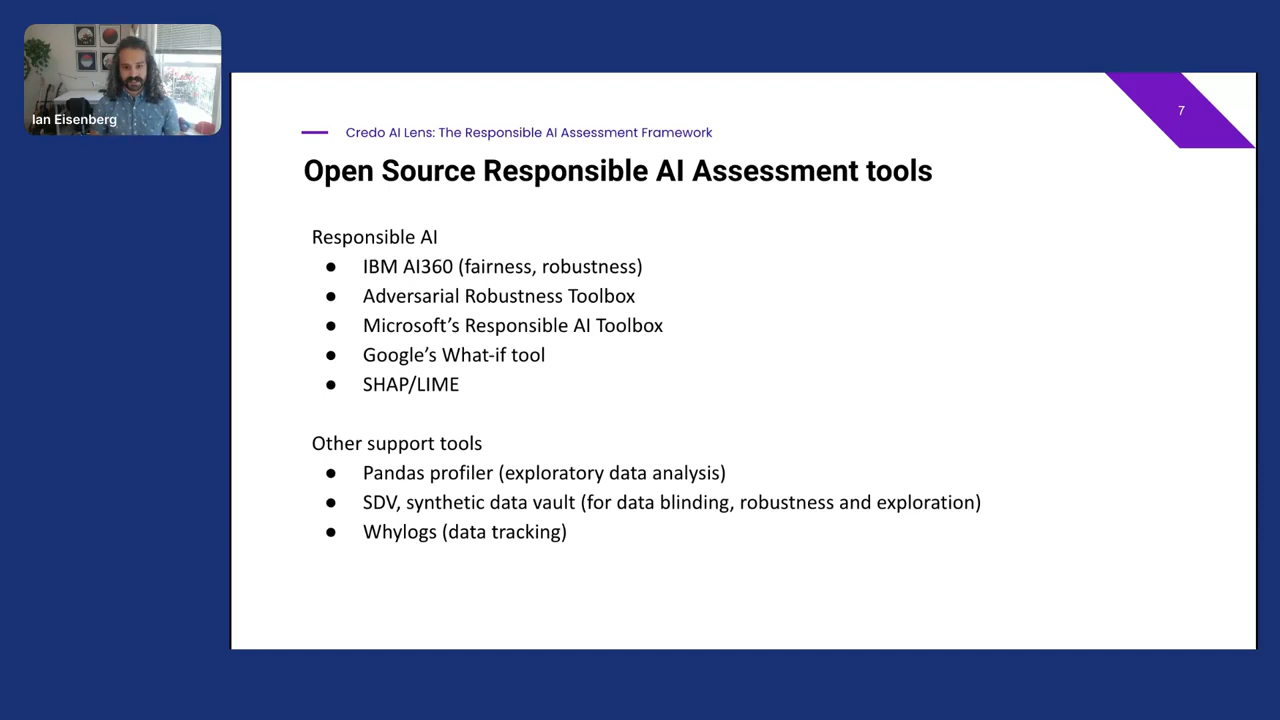 Ian Eisenberg
7
Credo AI Lens: The Responsible AI Assessment Framework
Open Source Responsible AI Assessment tools
Responsible AI
● IBM AI360 (fairness, robustness)
● Adversarial Robustness Toolbox
● Microsoft’s Responsible AI Toolbox
● Google’s What-if tool
● SHAP/LIME
Other support tools
● Pandas profiler (exploratory data analysis)
● SDV, synthetic data vault (for data blinding, robustness and exploration)
● Whylogs (data tracking)